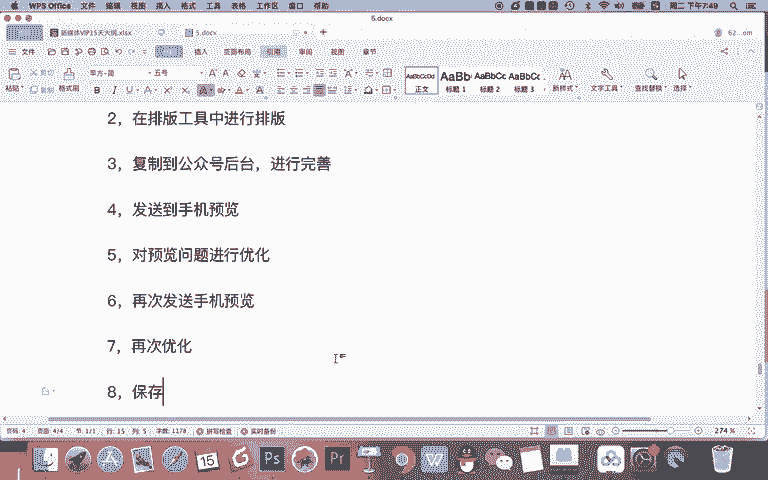 WPS Office 文件 编辑 视图 插入 格式 工具 表格 工作区 窗口 帮助 周二下午7:49
5.docx
新媒体VIP15天大纲.xlsx 5.docx 62...om
文件 插入 页面布局 引用 审阅 视图 章节
粘贴 剪切 复制 格式刷 五号 AaBbCcDd 正文 AaBb 标题 1 AaBbCc 标题 2 AaBbCc 标题 3 新样式 文字工具 查找替换 选择
2，在排版工具中进行排版
3，复制到公众号后台，进行完善
4，发送到手机预览
5，对预览问题进行优化
6，再次发送手机预览
7，再次优化
8，保存
页码: 4 页面: 4/4 节: 1/1 行: 15 列: 5 字数: 1178 拼写检查 实时备份 274 %
15 Ps Pr